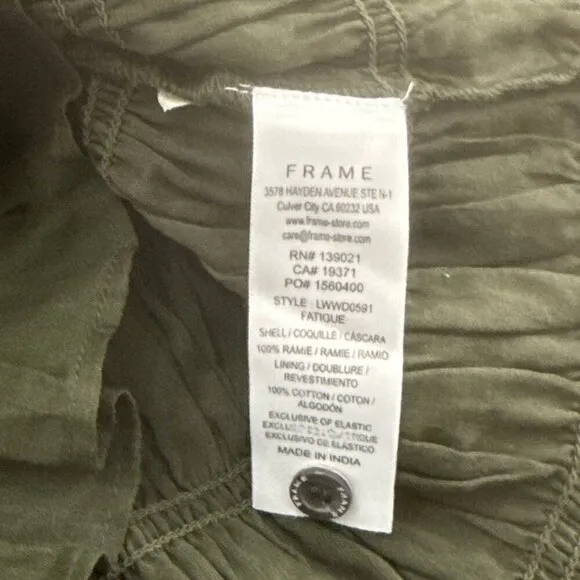 FRAME
3578 HAYDEN AVENUE STE N-1
Culver City CA 90232 USA
www.frame-store.com
care@frame-store.com
RN# 139021
CA# 19371
PO# 1560400
STYLE : LWWD0591
FATIGUE
SHELL / COQUILLE / CÁSCARA
100% RAMIE / RAMIE / RAMIO
LINING / DOUBLURE /
REVESTIMIENTO
100% COTTON / COTON /
ALGODÓN
EXCLUSIVE OF ELASTIC
EXCLUSIVO DE ELÁSTICO
MADE IN INDIA
FRAME
FRAME